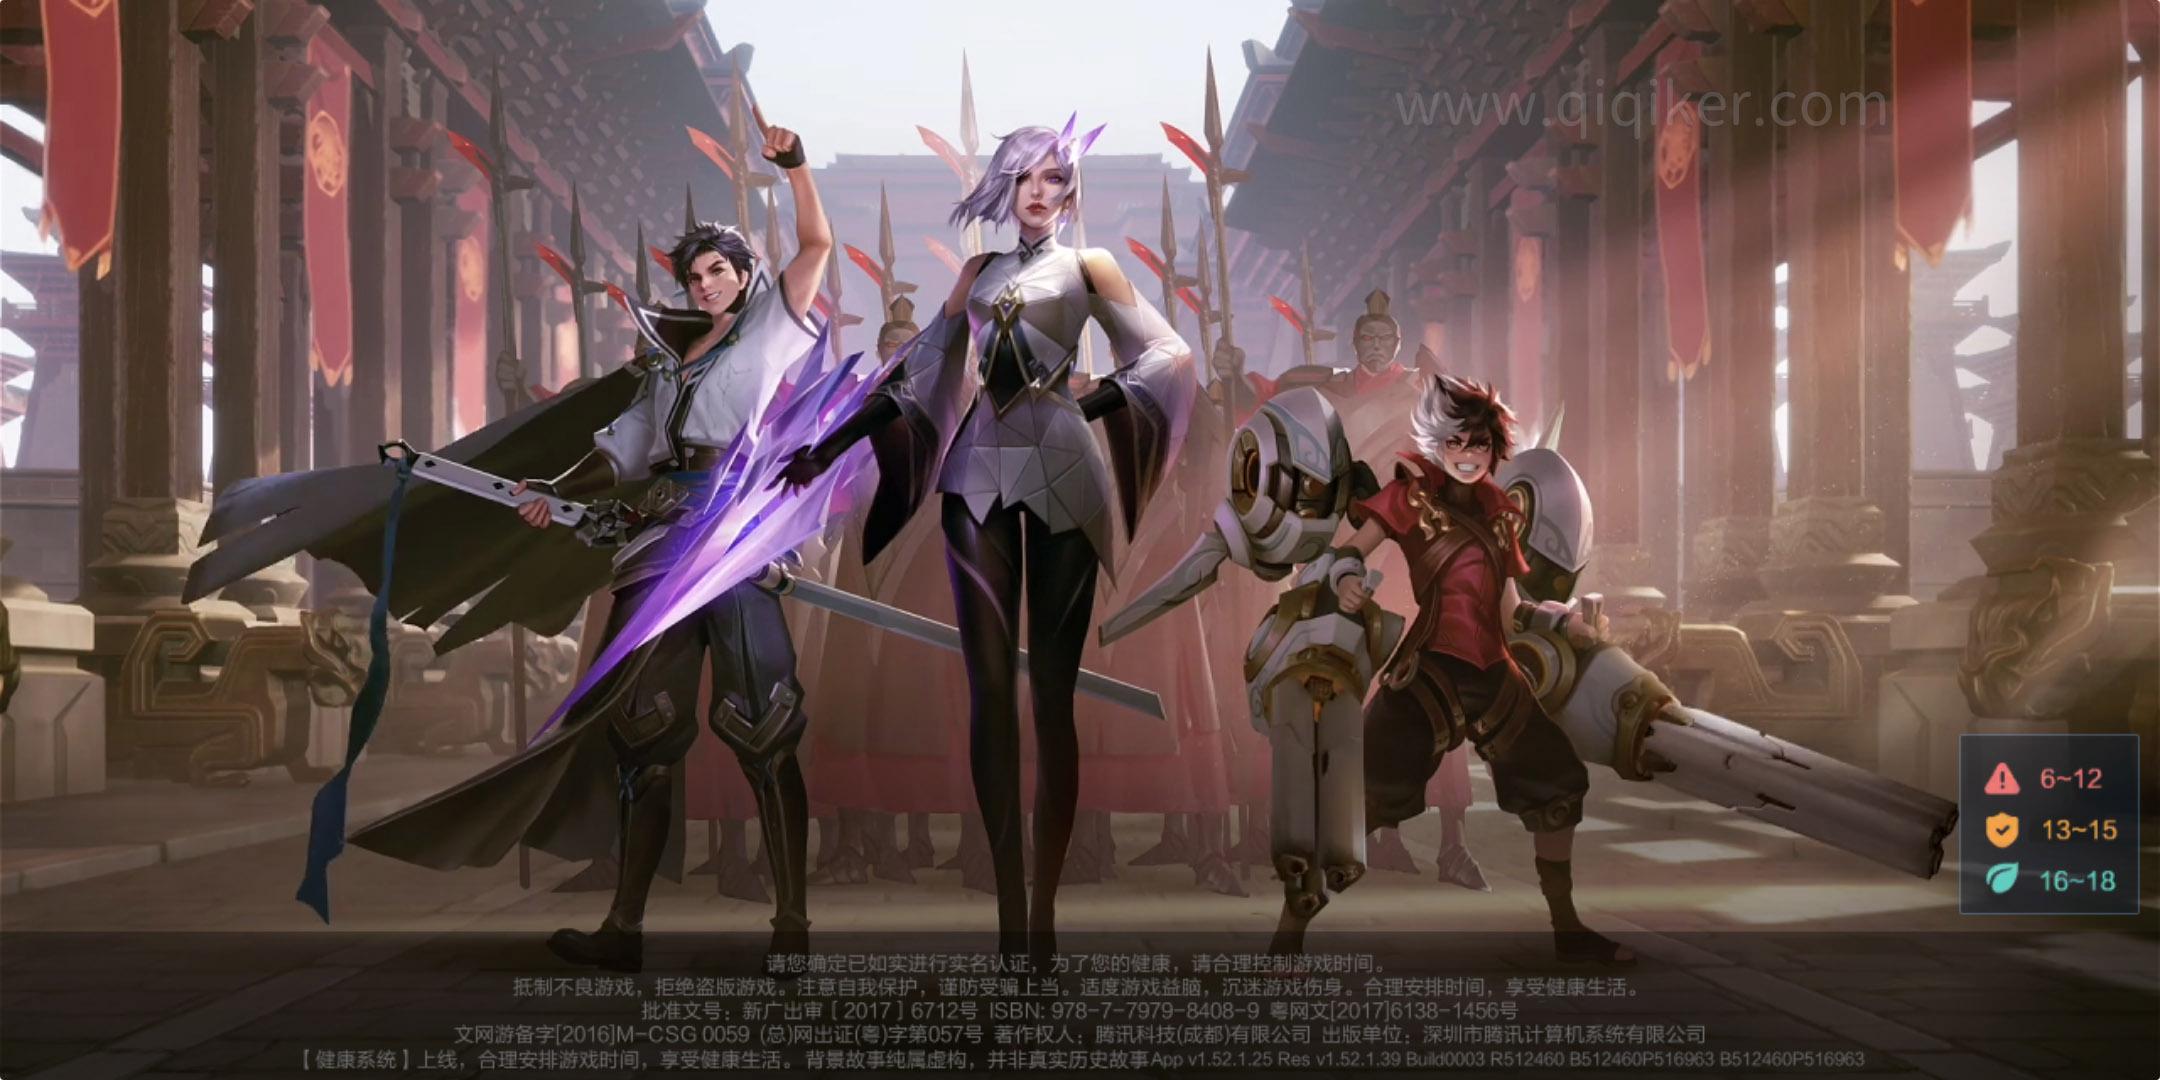 www.qiqiker.com
6~12
13~15
16~18
请您确定已如实进行实名认证，为了您的健康，请合理控制游戏时间。
抵制不良游戏，拒绝盗版游戏。注意自我保护，谨防受骗上当。适度游戏益脑，沉迷游戏伤身。合理安排时间，享受健康生活。
批准文号：新广出审［2017］6712号 ISBN: 978-7-7979-8408-9 粤网文[2017]6138-1456号
文网游备字[2016]M-CSG 0059 (总)网出证(粤)字第057号 著作权人：腾讯科技(成都)有限公司 出版单位：深圳市腾讯计算机系统有限公司
【健康系统】上线，合理安排游戏时间，享受健康生活。背景故事纯属虚构，并非真实历史故事App v1.52.1.25 Res v1.52.1.39 Build0003 R512460 B512460P516963 B512460P516963